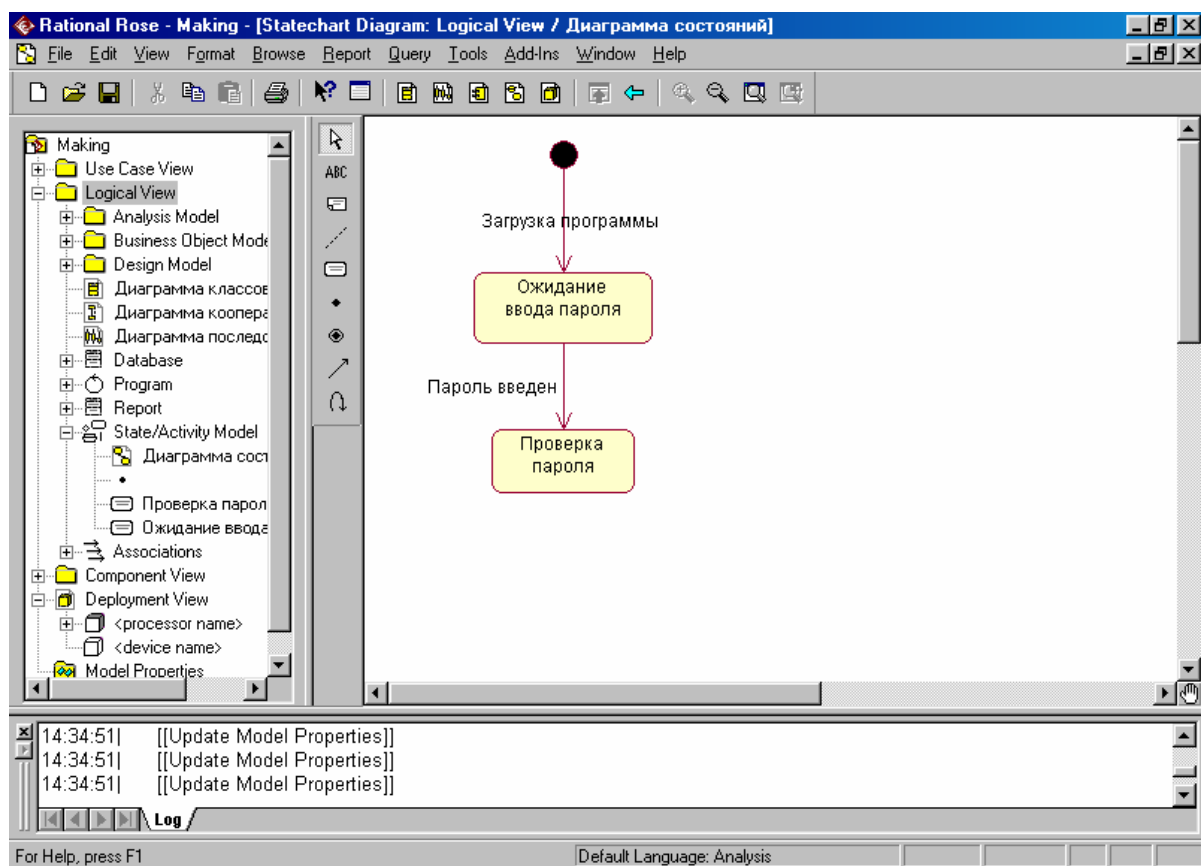 Rational Rose - Making - [Statechart Diagram: Logical View / Диаграмма состояний]
File Edit View Format Browse Report Query Tools Add-Ins Window Help
Making
Use Case View
Logical View
Analysis Model
Business Object Mode
Design Model
Диаграмма классов
Диаграмма коопера
Диаграмма последо
Database
Program
Report
State/Activity Model
Диаграмма сост
Проверка парол
Ожидание ввода
Associations
Component View
Deployment View
<processor name>
<device name>
Model Properties
ABC
Загрузка программы
Ожидание
ввода пароля
Пароль введен
Проверка
пароля
14:34:51| [[Update Model Properties]]
14:34:51| [[Update Model Properties]]
14:34:51| [[Update Model Properties]]
Log
For Help, press F1
Default Language: Analysis